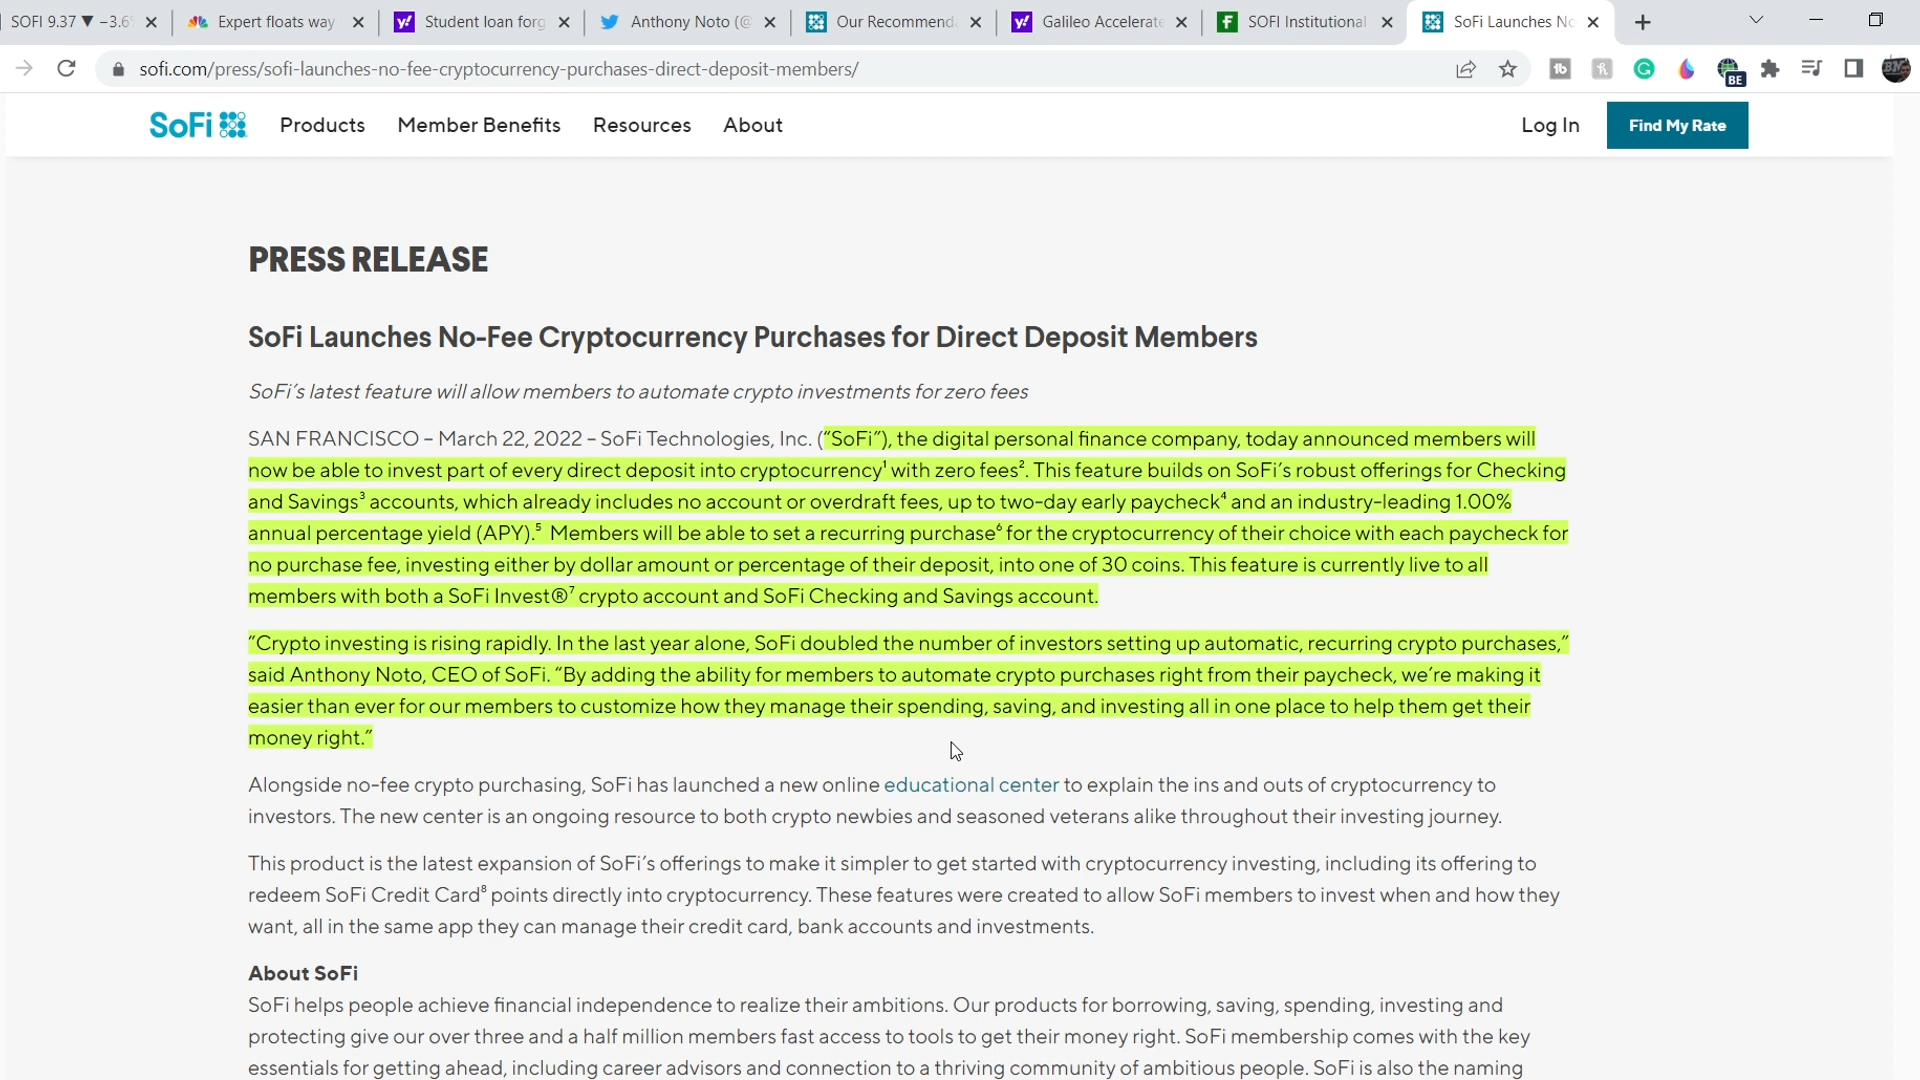 SOFI 9.37 ▼ −3.6
Expert floats way
Student loan forg
Anthony Noto (@
Our Recommend
Galileo Accelerate
SOFI Institutional
SoFi Launches No
sofi.com/press/sofi-launches-no-fee-cryptocurrency-purchases-direct-deposit-members/
BE
SoFi
Products
Member Benefits
Resources
About
Log In
Find My Rate
PRESS RELEASE
SoFi Launches No-Fee Cryptocurrency Purchases for Direct Deposit Members
SoFi’s latest feature will allow members to automate crypto investments for zero fees
SAN FRANCISCO – March 22, 2022 – SoFi Technologies, Inc. (“SoFi”), the digital personal finance company, today announced members will
now be able to invest part of every direct deposit into cryptocurrency¹ with zero fees². This feature builds on SoFi’s robust offerings for Checking
and Savings³ accounts, which already includes no account or overdraft fees, up to two-day early paycheck⁴ and an industry-leading 1.00%
annual percentage yield (APY).⁵ Members will be able to set a recurring purchase⁶ for the cryptocurrency of their choice with each paycheck for
no purchase fee, investing either by dollar amount or percentage of their deposit, into one of 30 coins. This feature is currently live to all
members with both a SoFi Invest®⁷ crypto account and SoFi Checking and Savings account.
“Crypto investing is rising rapidly. In the last year alone, SoFi doubled the number of investors setting up automatic, recurring crypto purchases,”
said Anthony Noto, CEO of SoFi. “By adding the ability for members to automate crypto purchases right from their paycheck, we’re making it
easier than ever for our members to customize how they manage their spending, saving, and investing all in one place to help them get their
money right.”
Alongside no-fee crypto purchasing, SoFi has launched a new online educational center to explain the ins and outs of cryptocurrency to
investors. The new center is an ongoing resource to both crypto newbies and seasoned veterans alike throughout their investing journey.
This product is the latest expansion of SoFi’s offerings to make it simpler to get started with cryptocurrency investing, including its offering to
redeem SoFi Credit Card⁸ points directly into cryptocurrency. These features were created to allow SoFi members to invest when and how they
want, all in the same app they can manage their credit card, bank accounts and investments.
About SoFi
SoFi helps people achieve financial independence to realize their ambitions. Our products for borrowing, saving, spending, investing and
protecting give our over three and a half million members fast access to tools to get their money right. SoFi membership comes with the key
essentials for getting ahead, including career advisors and connection to a thriving community of ambitious people. SoFi is also the naming